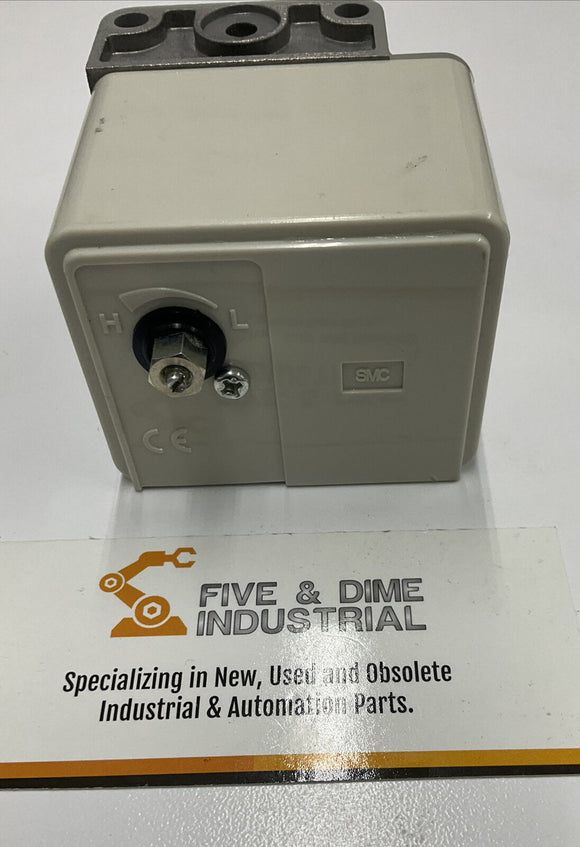 H L
SMC
CE
FIVE & DIME
INDUSTRIAL
Specializing in New, Used and Obsolete
Industrial & Automation Parts.